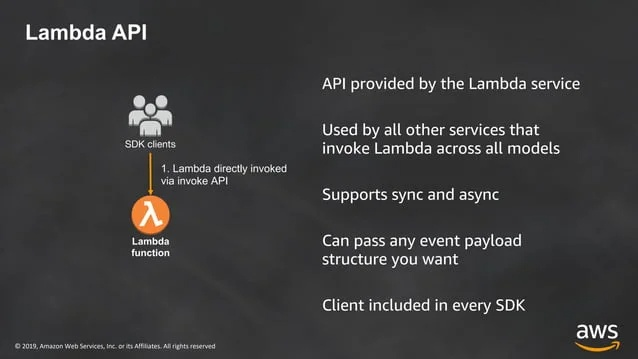 Lambda API
SDK clients
1. Lambda directly invoked
via invoke API
λ
Lambda
function
API provided by the Lambda service
Used by all other services that
invoke Lambda across all models
Supports sync and async
Can pass any event payload
structure you want
Client included in every SDK
© 2019, Amazon Web Services, Inc. or its Affiliates. All rights reserved
aws